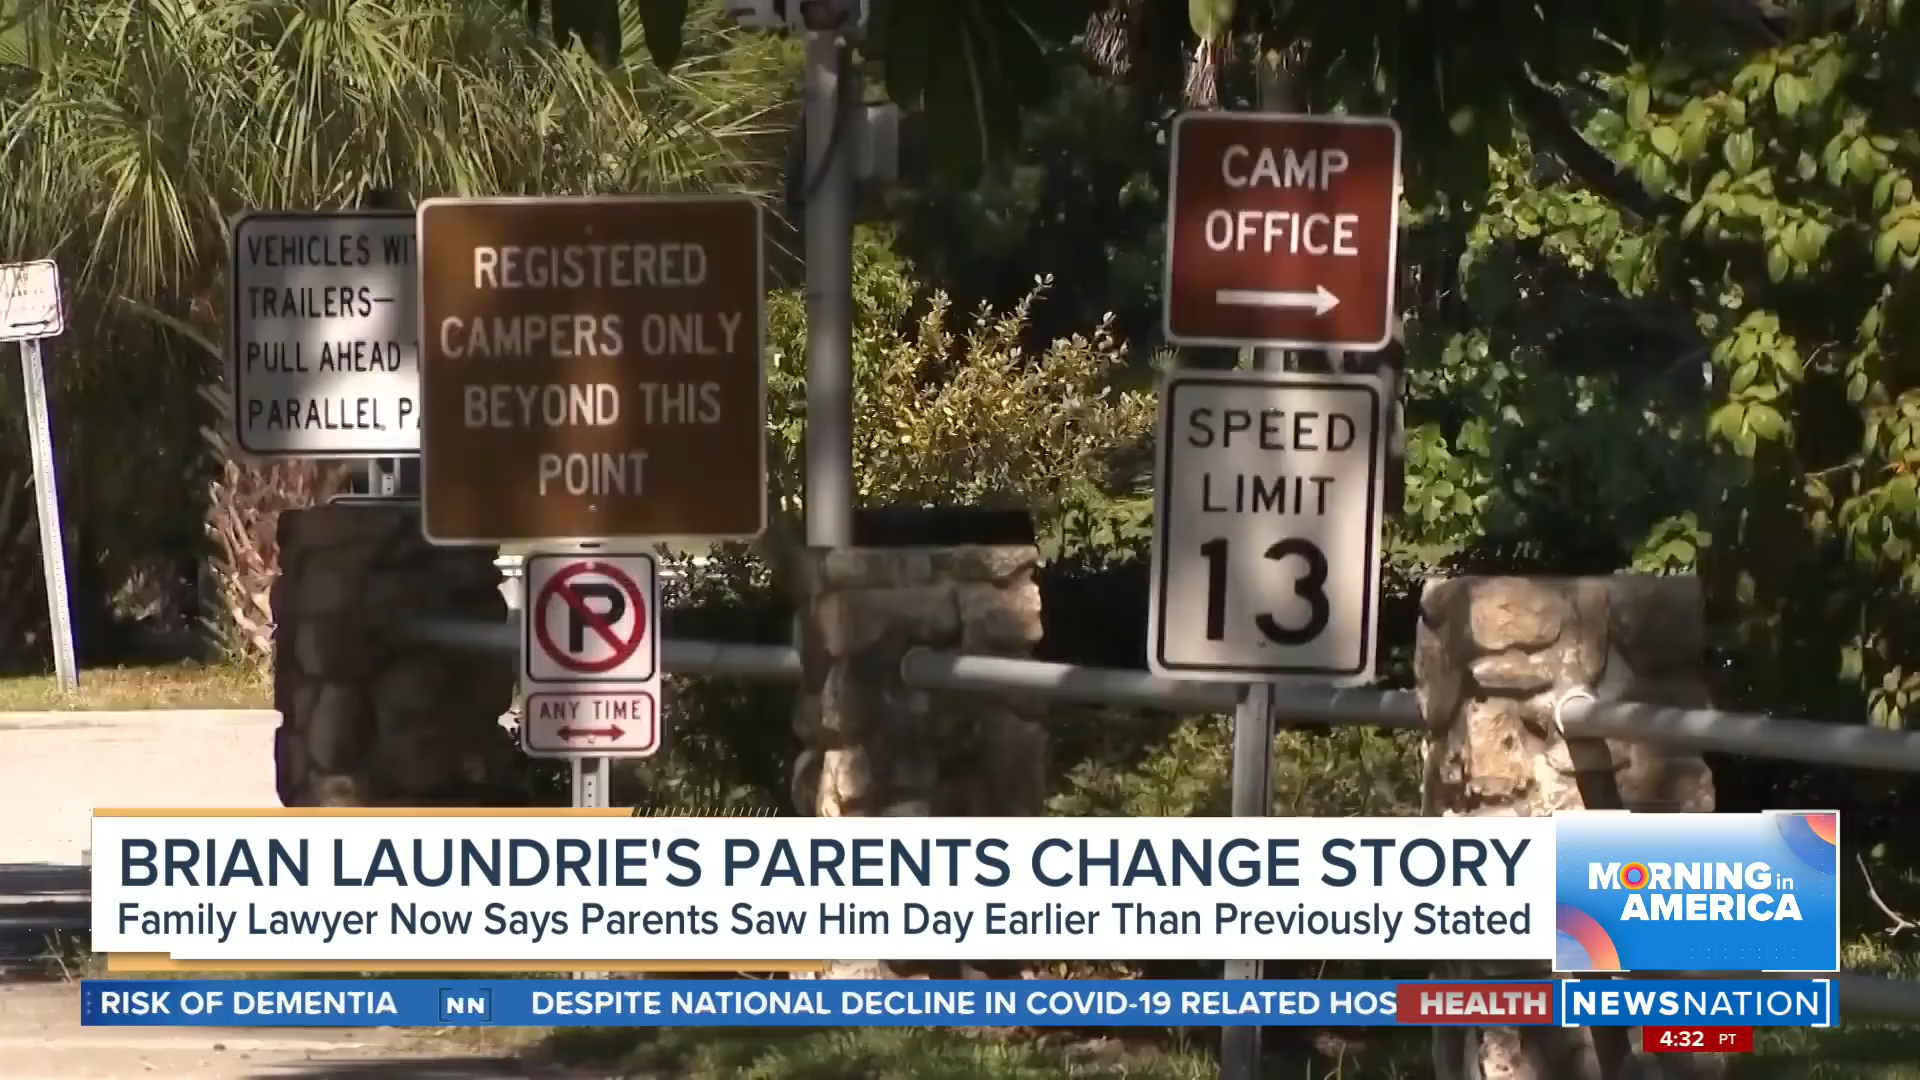 VEHICLES WI
TRAILERS—
PULL AHEAD
PARALLEL P
REGISTERED
CAMPERS ONLY
BEYOND THIS
POINT
P
ANY TIME
CAMP
OFFICE
SPEED
LIMIT
13
BRIAN LAUNDRIE'S PARENTS CHANGE STORY
Family Lawyer Now Says Parents Saw Him Day Earlier Than Previously Stated
MORNING in
AMERICA
RISK OF DEMENTIA NN DESPITE NATIONAL DECLINE IN COVID-19 RELATED HOS HEALTH NEWSNATION
4:32 PT